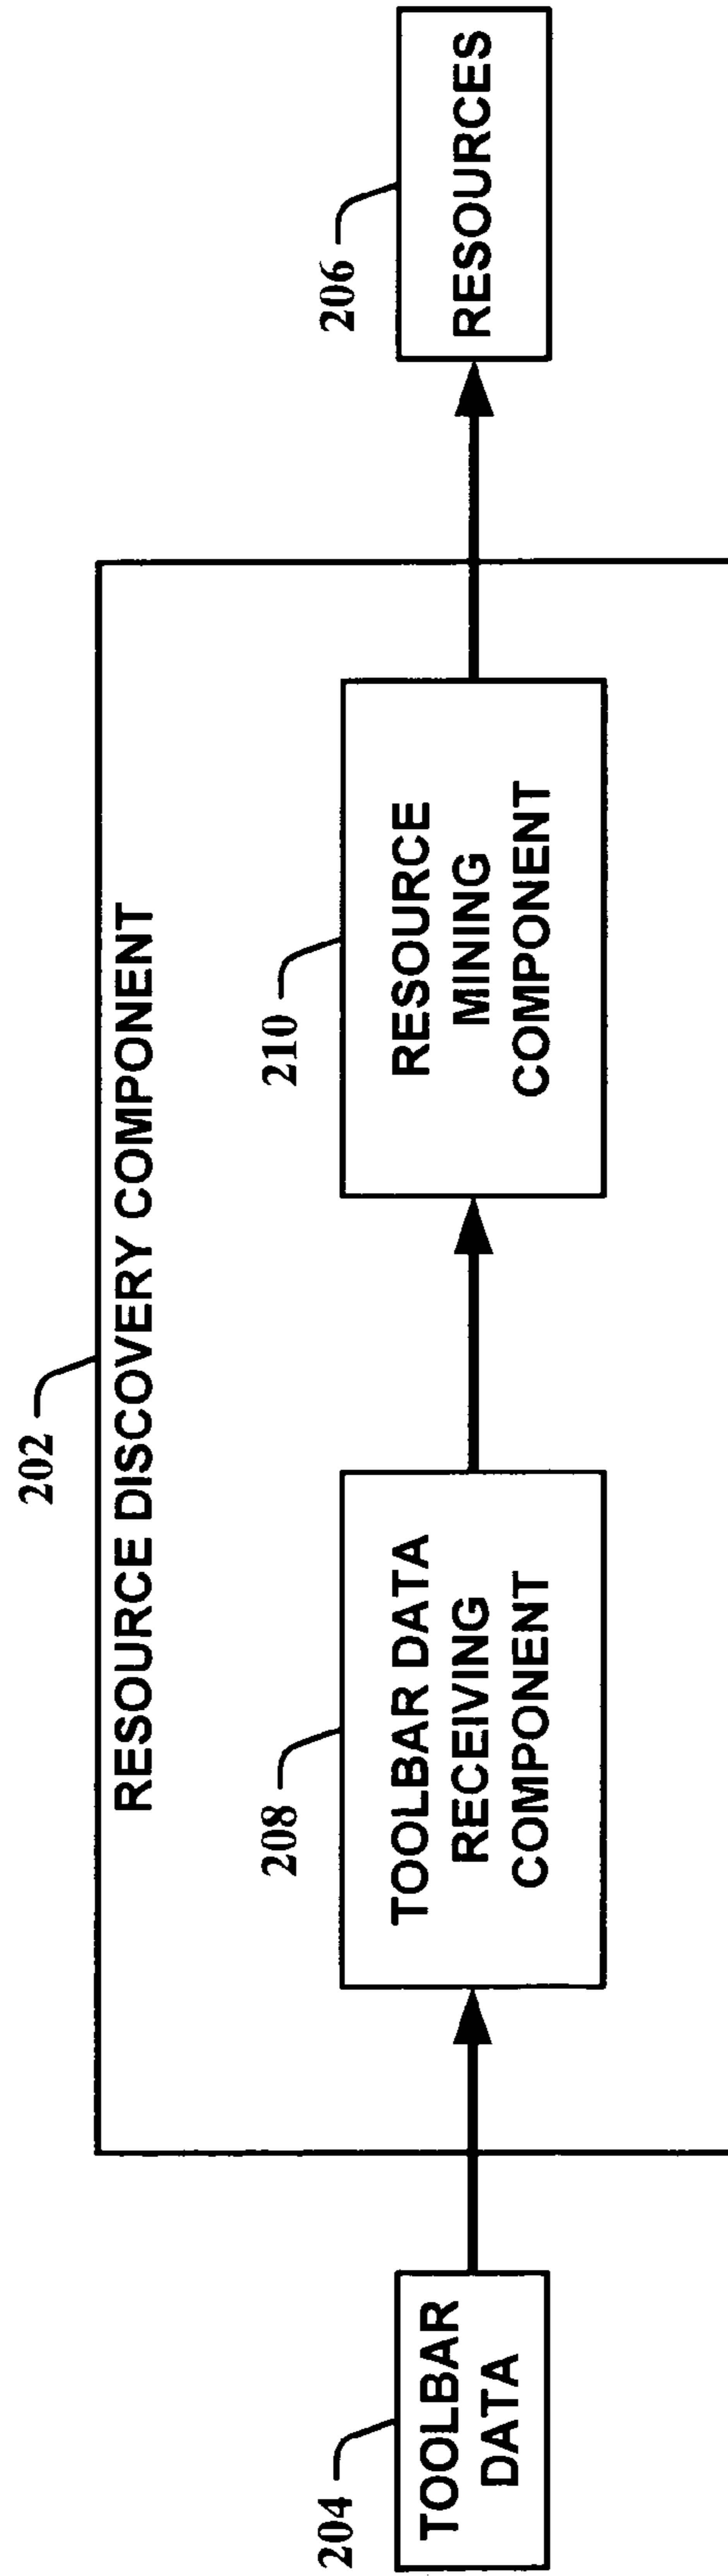 202
RESOURCE DISCOVERY COMPONENT
204
TOOLBAR
DATA
208
TOOLBAR DATA
RECEIVING
COMPONENT
210
RESOURCE
MINING
COMPONENT
206
RESOURCES